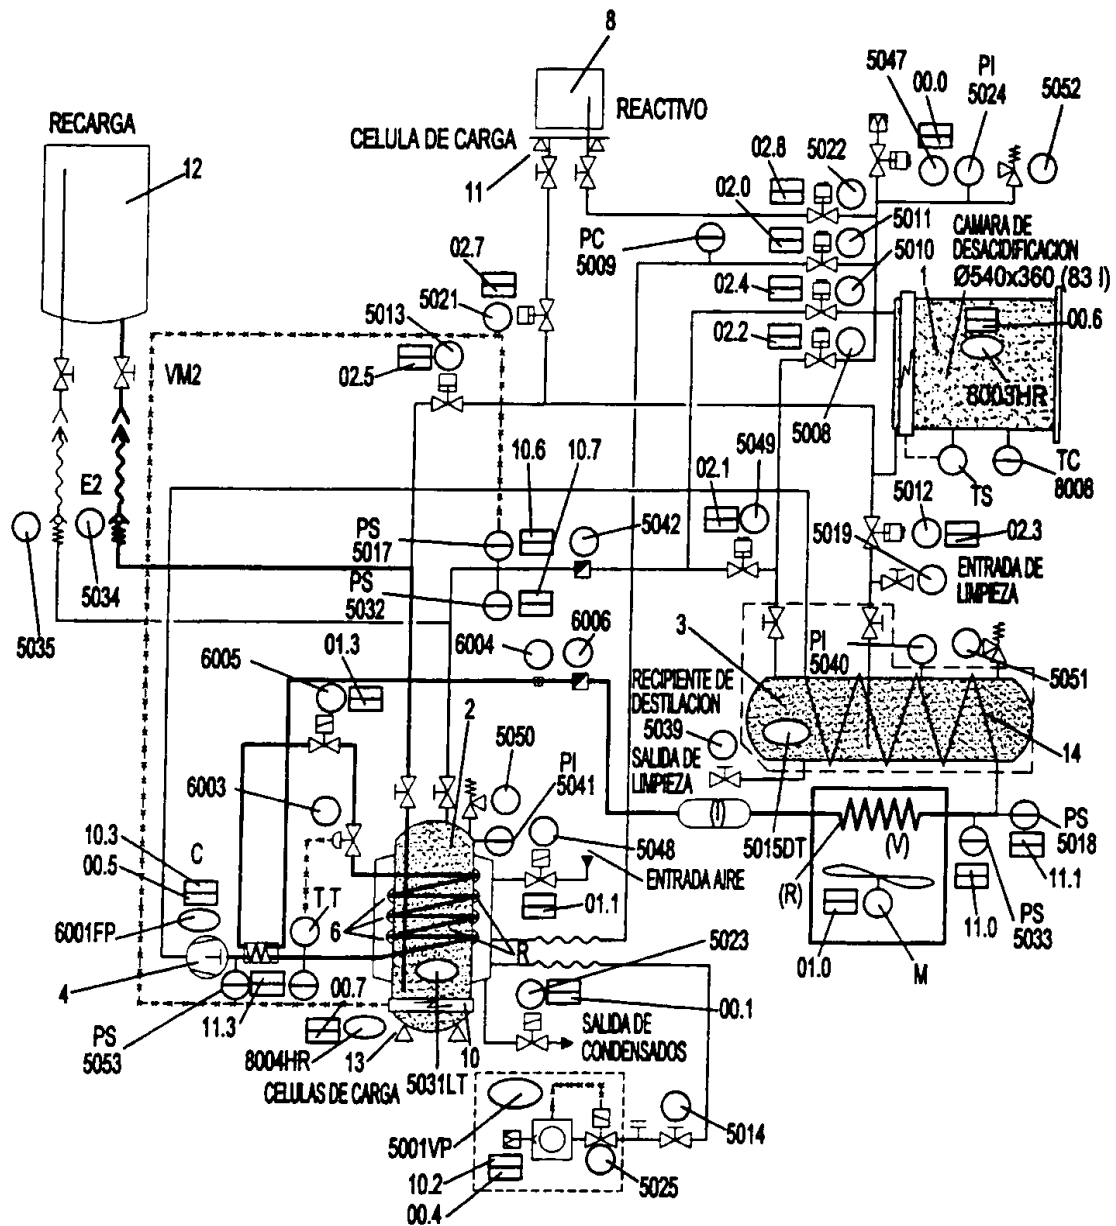 8
5047
00.0
PI
5024
5052
RECARGA
REACTIVO
CELULA DE CARGA
12
11
02.8
5022
02.0
5011
PC
5009
CAMARA DE
DESACIDIFICACION
5010
1
Ø540x360 (83 l)
02.7
02.4
5021
5013
00.6
02.2
VM2
02.5
8003HR
5008
10.6
10.7
5049
TC
8008
02.1
TS
E2
5012
PS
5017
5042
5019
02.3
5034
PS
5032
ENTRADA DE
LIMPIEZA
5035
6004
6006
3
PI
5040
6005
01.3
RECIPIENTE DE
DESTILACION
5051
2
5039
5050
SALIDA DE
LIMPIEZA
14
PI
5041
6003
10.3
C
5048
5015DT
(V)
PS
5018
00.5
ENTRADA AIRE
(R)
T.T
11.1
6001FP
6
R
01.1
11.0
PS
5033
5023
01.0
M
4
00.7
00.1
11.3
PS
5053
SALIDA DE
CONDENSADOS
8004HR
13
10
5031LT
CELULAS DE CARGA
5001VP
5014
10.2
5025
00.4